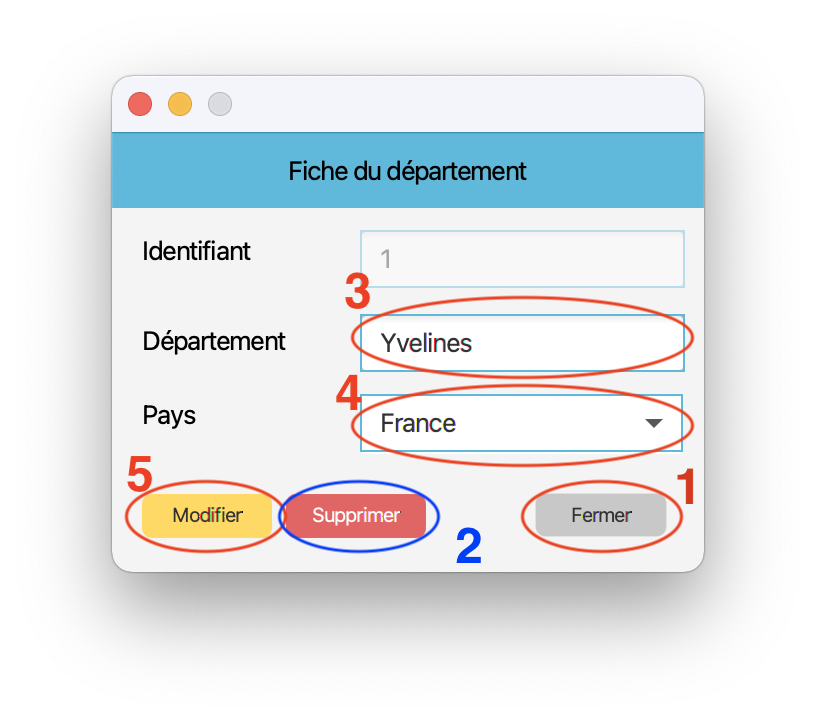 Fiche du département
Identifiant
1
3
Département
Yvelines
4
Pays
France
5
Modifier
Supprimer
2
Fermer
1